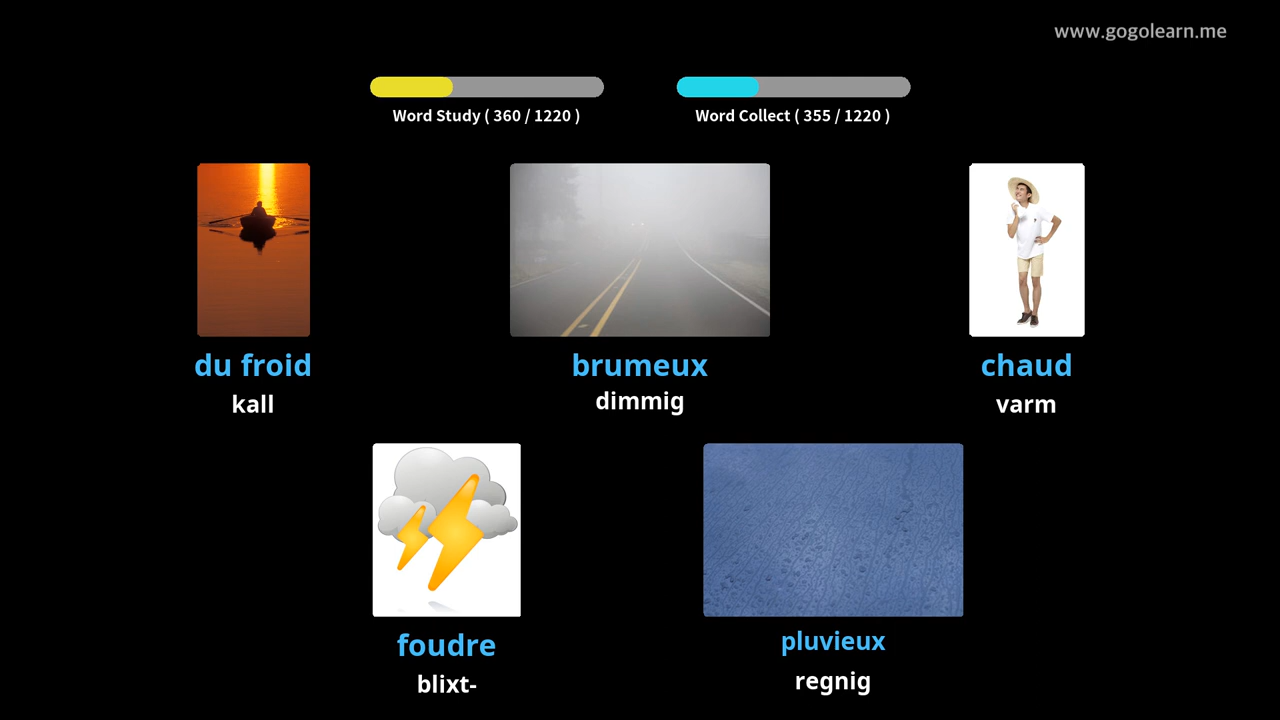 www.gogolearn.me
Word Study ( 360 / 1220 )
Word Collect ( 355 / 1220 )
du froid
kall
brumeux
dimmig
chaud
varm
foudre
blixt-
pluvieux
regnig